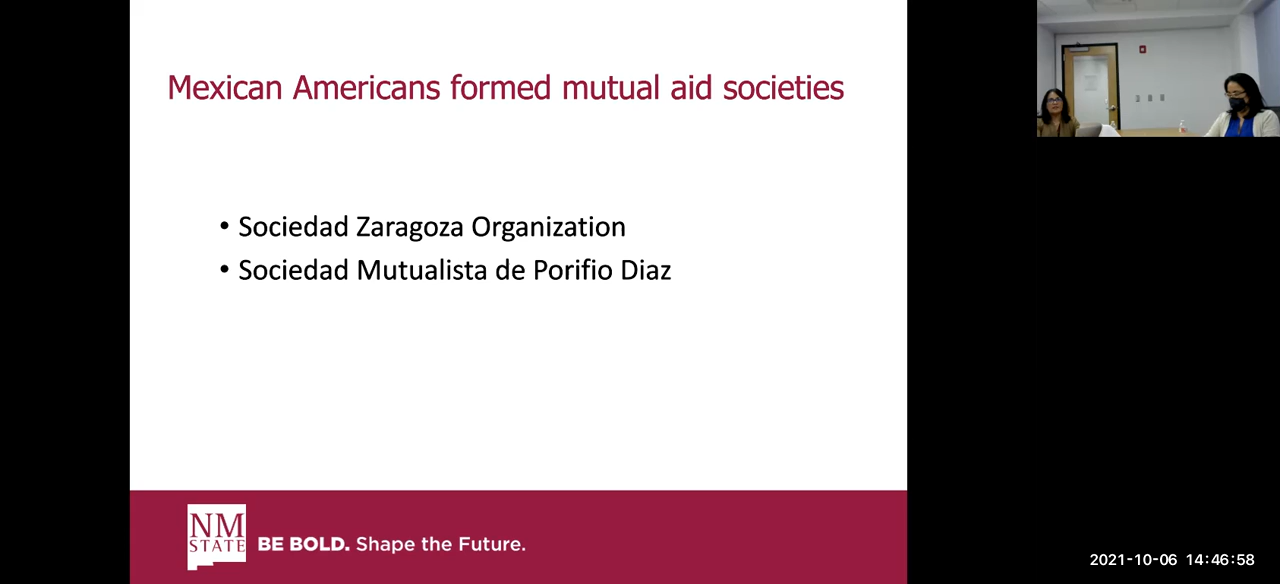 Mexican Americans formed mutual aid societies
• Sociedad Zaragoza Organization
• Sociedad Mutualista de Porifio Diaz
NM
STATE
BE BOLD. Shape the Future.
2021-10-06 14:46:58